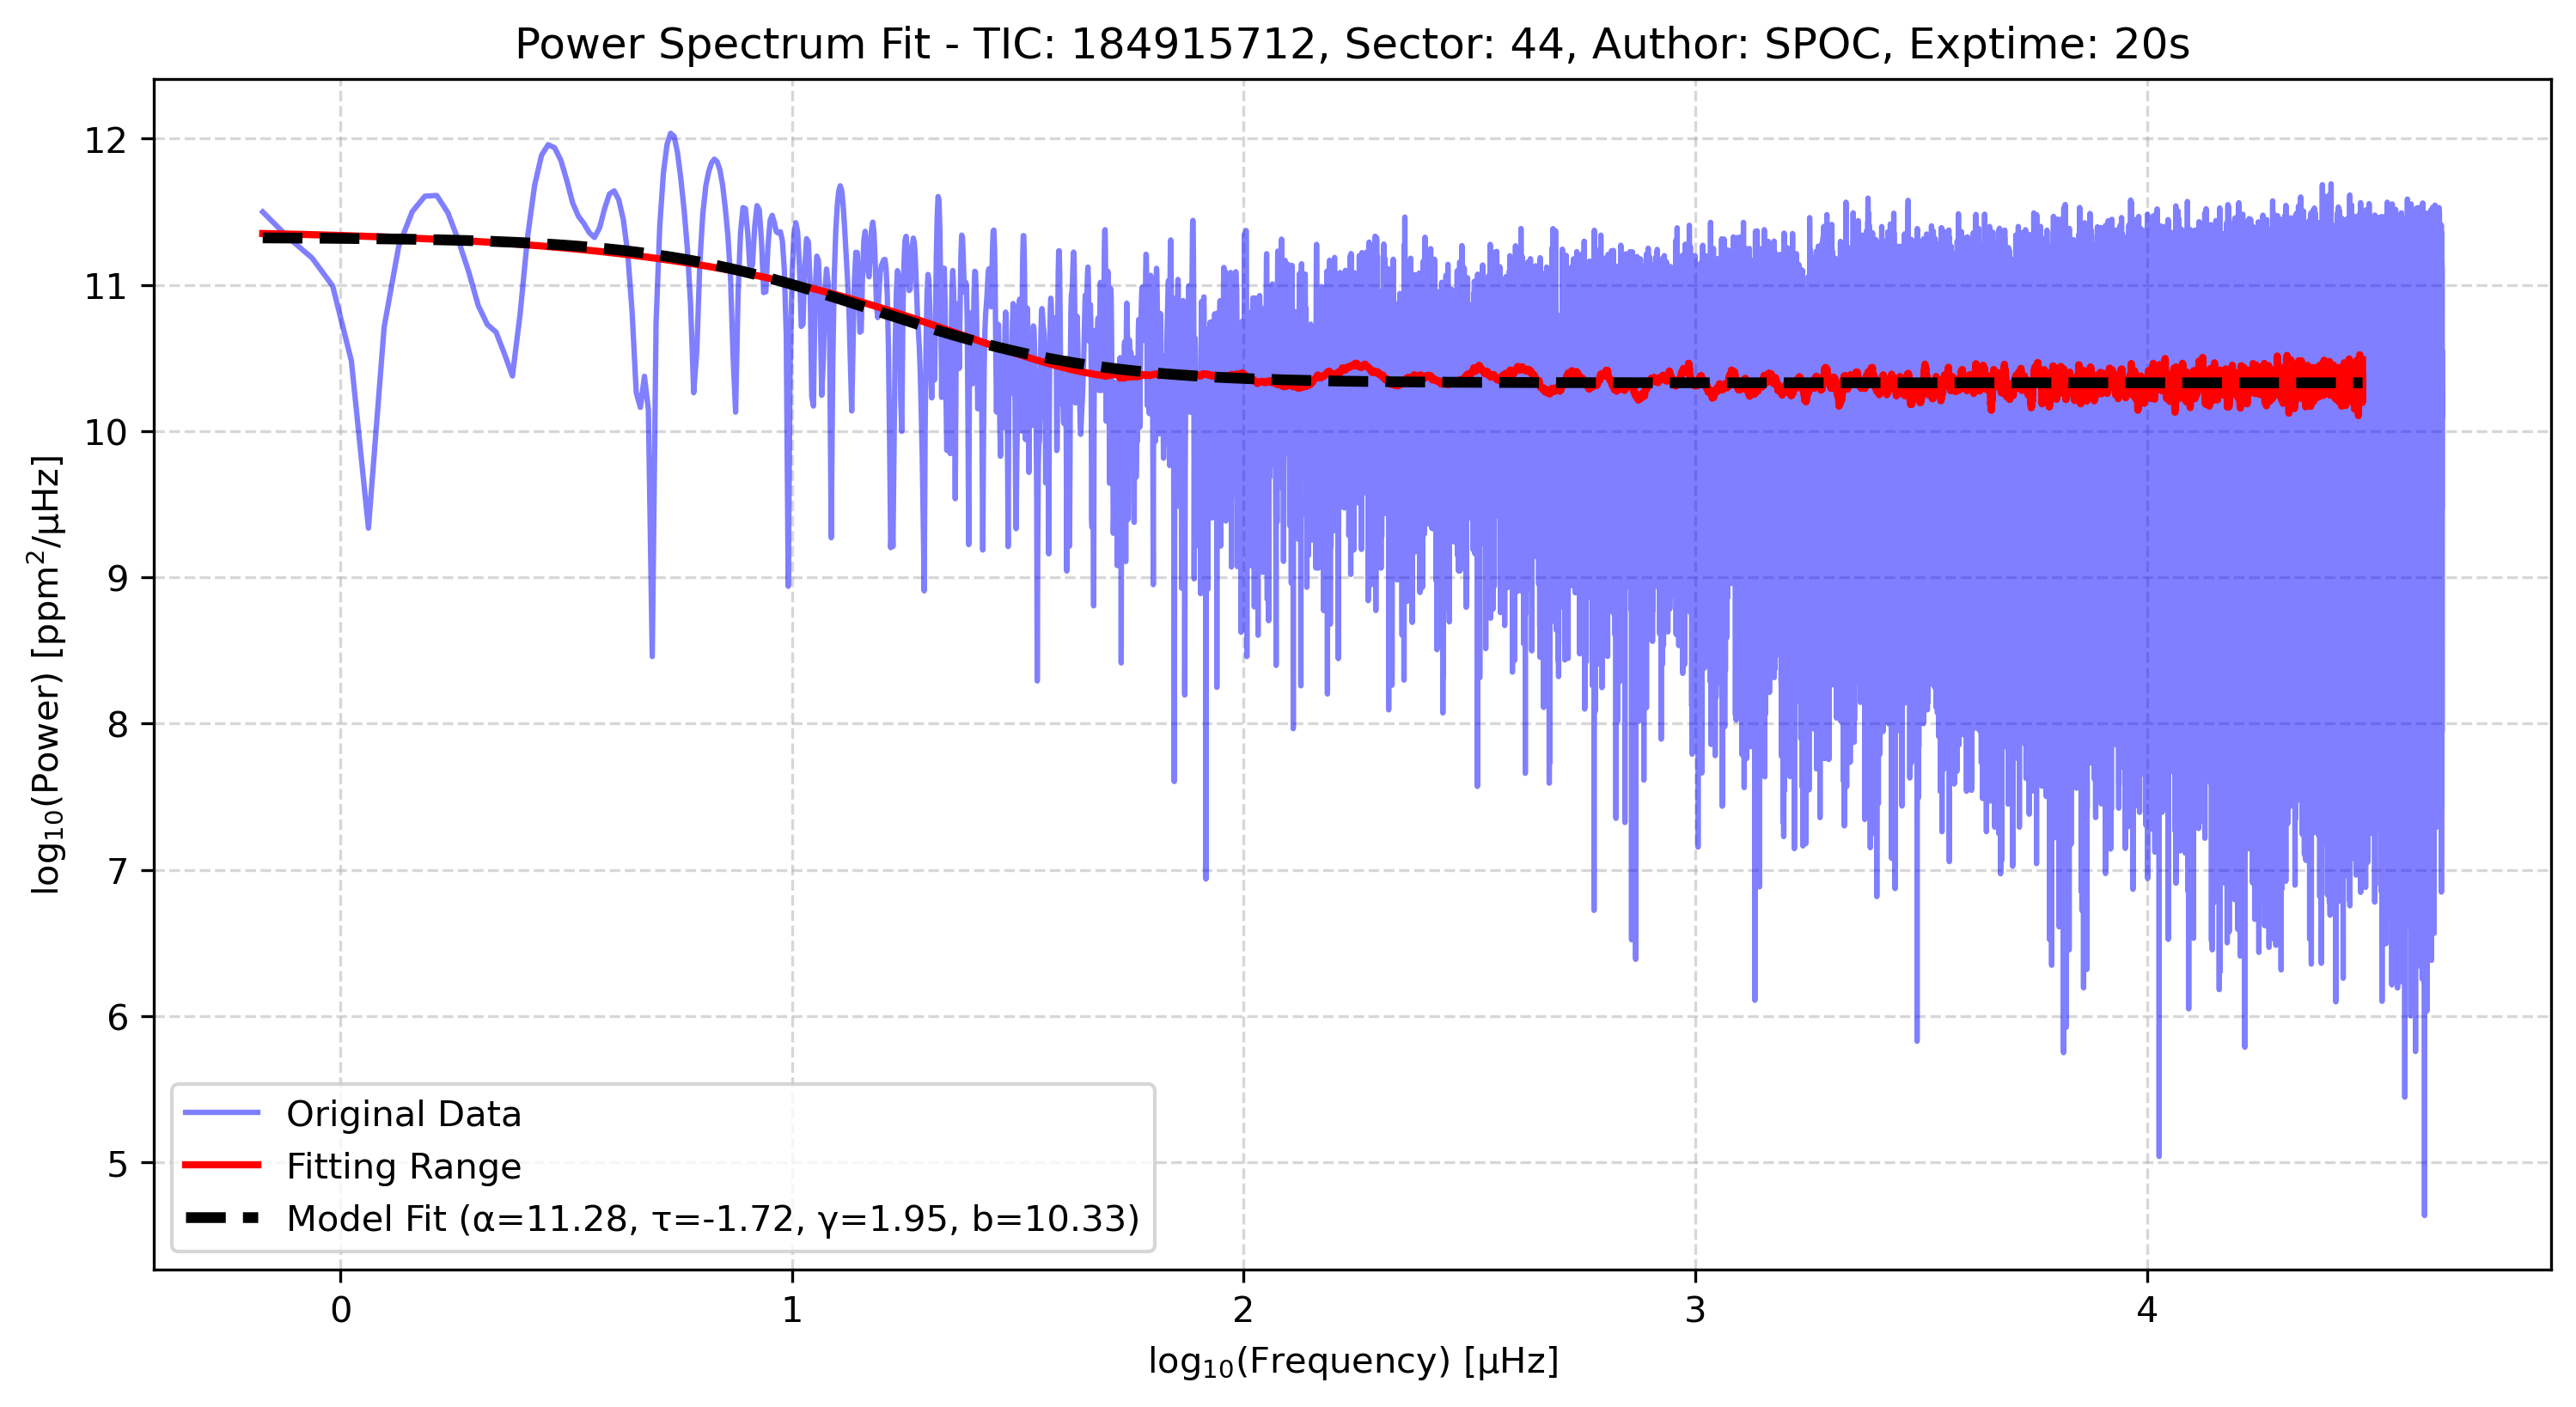 Power Spectrum Fit - TIC: 184915712, Sector: 44, Author: SPOC, Exptime: 20s
log₁₀(Power) [ppm²/μHz]
12
11
10
9
8
7
6
5
Original Data
Fitting Range
Model Fit (α=11.28, τ=-1.72, γ=1.95, b=10.33)
0 1 2 3 4
log₁₀(Frequency) [μHz]